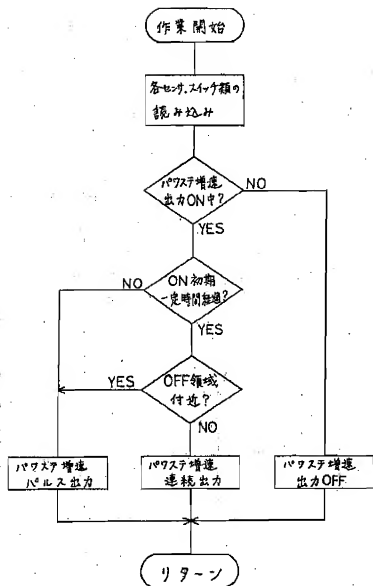 作業開始
各センサ.スイッチ類の
読み込み
パワステ増速
出力ON中?
NO
YES
ON初期
一定時間経過?
NO
YES
OFF領域
付近?
YES
NO
パワステ増速
パルス出力
パワステ増速
連続出力
パワステ増速
出力OFF
リターン